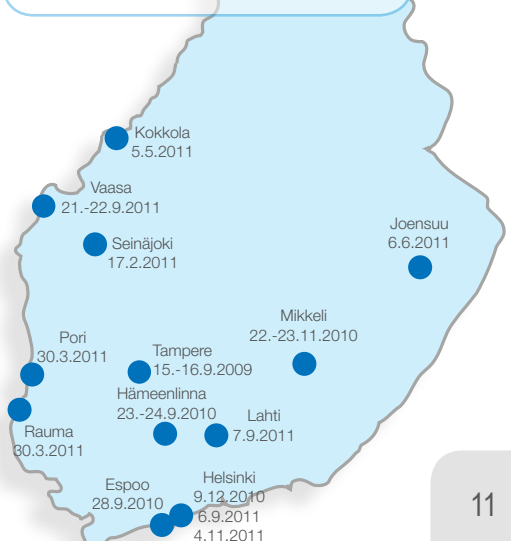 Kokkola
5.5.2011
Vaasa
21.-22.9.2011
Seinäjoki
17.2.2011
Joensuu
6.6.2011
Mikkeli
22.-23.11.2010
Pori
30.3.2011
Tampere
15.-16.9.2009
Hämeenlinna
23.-24.9.2010
Lahti
7.9.2011
Rauma
30.3.2011
Espoo
28.9.2010
Helsinki
9.12.2010
6.9.2011
4.11.2011
11